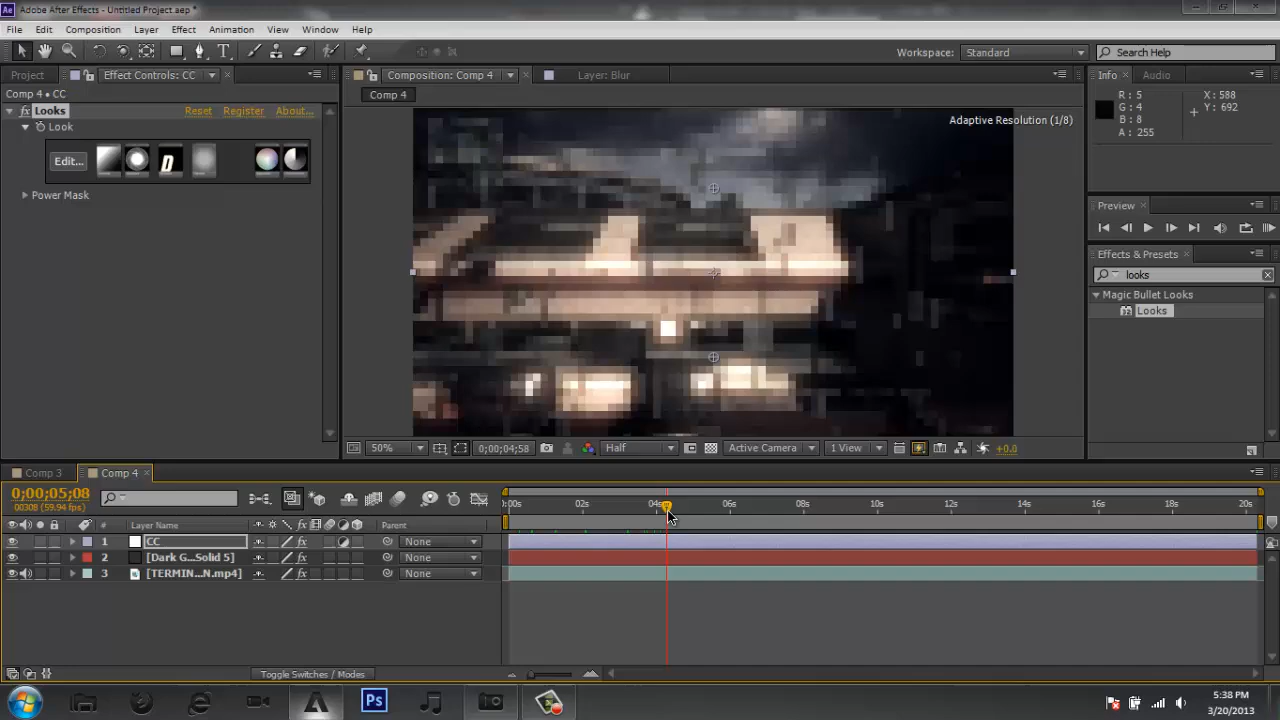 Adobe After Effects - Untitled Project.aep *
File Edit Composition Layer Effect Animation View Window Help
Workspace: Standard Search Help
Project Effect Controls: CC Composition: Comp 4 Layer: Blur Info Audio
Comp 4 • CC
Comp 4
R : 5 X : 588
G : 4 Y : 692
B : 8
A : 255
Looks Reset Register About...
Look
Edit...
Power Mask
Adaptive Resolution (1/8)
Preview
Effects & Presets
looks
Magic Bullet Looks
Looks
50% 0;00;04;58 Half Active Camera 1 View +0.0
Comp 3 Comp 4
0;00;05;08
00308 (59.94 fps)
):00s 02s 04s 06s 08s 10s 12s 14s 16s 18s 20s
# Layer Name Parent
1 CC None
2 [Dark G...Solid 5] None
3 [TERMIN...N.mp4] None
Toggle Switches / Modes
Ps
5:38 PM
3/20/2013